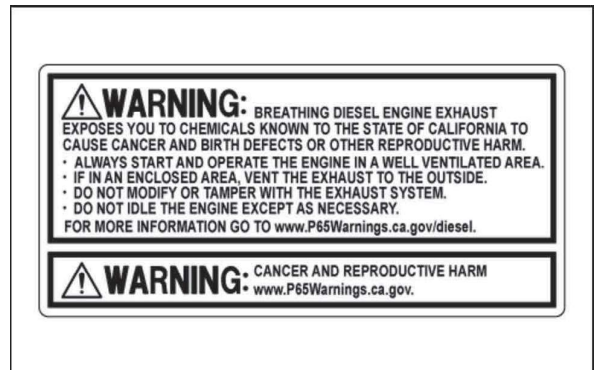 WARNING: BREATHING DIESEL ENGINE EXHAUST
EXPOSES YOU TO CHEMICALS KNOWN TO THE STATE OF CALIFORNIA TO
CAUSE CANCER AND BIRTH DEFECTS OR OTHER REPRODUCTIVE HARM.
· ALWAYS START AND OPERATE THE ENGINE IN A WELL VENTILATED AREA.
· IF IN AN ENCLOSED AREA, VENT THE EXHAUST TO THE OUTSIDE.
· DO NOT MODIFY OR TAMPER WITH THE EXHAUST SYSTEM.
· DO NOT IDLE THE ENGINE EXCEPT AS NECESSARY.
FOR MORE INFORMATION GO TO www.P65Warnings.ca.gov/diesel.
WARNING: CANCER AND REPRODUCTIVE HARM
www.P65Warnings.ca.gov.